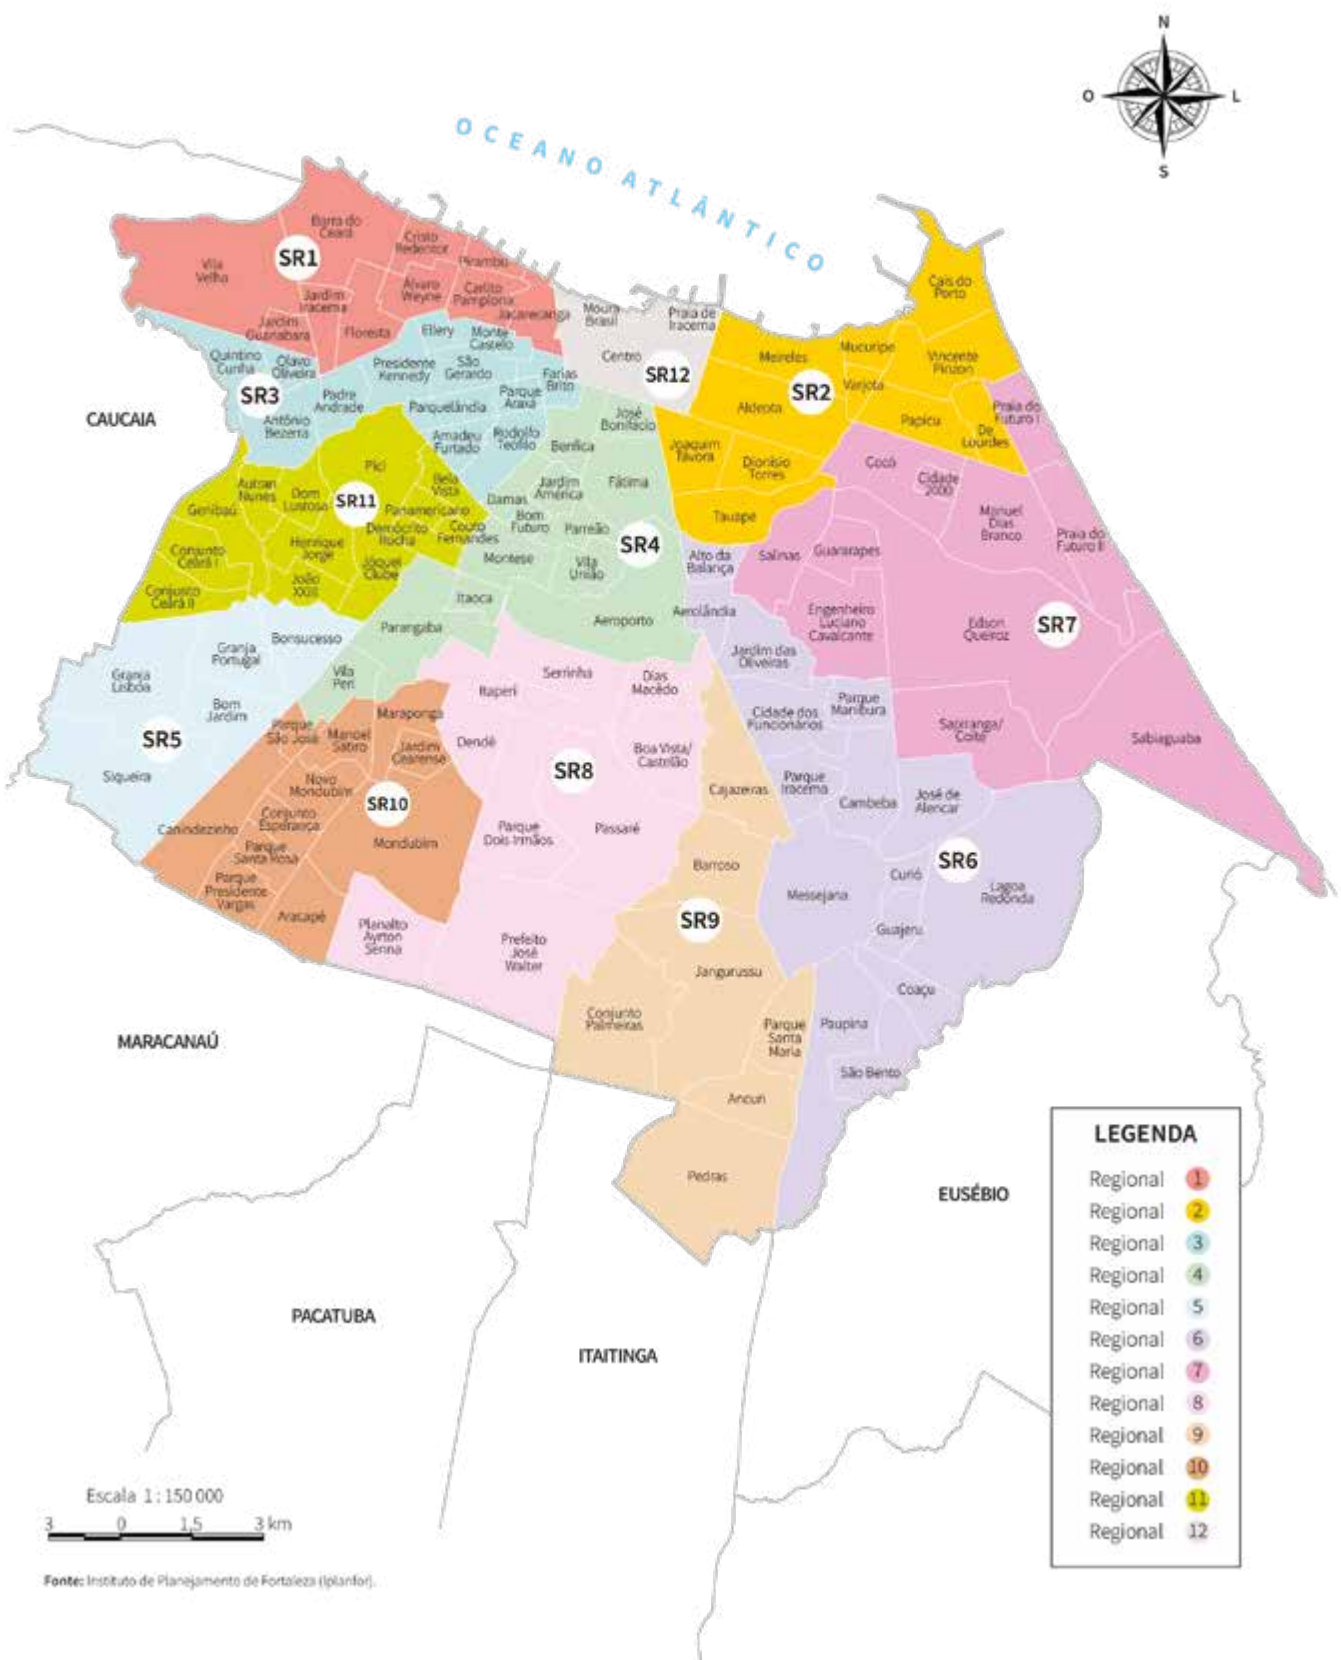 N
O
L
S
OCEANO ATLÂNTICO
Barra do
Ceará
Vila
Velha
SR1
Cristo
Redentor
Pirambu
Álvaro
Weyne
Carlito
Pamplona
Jacarecanga
Jardim
Iracema
Jardim
Guanabara
Floresta
Moura
Brasil
Praia de
Iracema
Centro
SR12
Cais do
Porto
Meireles
Mucuripe
Vincente
Pinzon
SR2
Varjota
Aldeota
Papicu
De
Lourdes
Joaquim
Távora
Dionísio
Torres
Tauape
Quintino
Cunha
Olavo
Oliveira
Ellery
Monte
Castelo
Presidente
Kennedy
São
Gerardo
Farias
Brito
SR3
Padre
Andrade
Antônio
Bezerra
Parquelândia
Parque
Araxá
Amadeu
Furtado
Rodolfo
Teófilo
CAUCAIA
José
Bonifácio
Benfica
Jardim
América
Fátima
Damas
Bom
Futuro
Parreão
SR4
Montese
Vila
União
Itaoca
Aeroporto
Parangaba
Vila
Peri
Pici
Autran
Nunes
Dom
Lustosa
SR11
Bela
Vista
Panamericano
Genibaú
Demócrito
Rocha
Couto
Fernandes
Henrique
Jorge
Jóquei
Clube
Conjunto
Ceará I
João
XXIII
Conjusto
Ceará II
Praia do
Futuro I
Cocó
Cidade
2000
Manuel
Dias
Branco
Praia do
Futuro II
Salinas
Guararapes
Engenheiro
Luciano
Cavalcante
Edson
Queiroz
SR7
Sapiranga/
Coité
Sabiaguaba
Alto da
Balança
Aerolândia
Jardim das
Oliveiras
Cidade dos
Funcionários
Parque
Manibura
Parque
Iracema
Cambeba
José de
Alencar
SR6
Messejana
Curió
Lagoa
Redonda
Guajeru
Coaçu
Paupina
São Bento
Bonsucesso
Granja
Portugal
Granja
Lisboa
Bom
Jardim
SR5
Siqueira
Serrinha
Itaperi
Dias
Macêdo
Dendê
Boa Vista/
Castelão
SR8
Parque
Dois Irmãos
Passaré
Planalto
Ayrton
Senna
Prefeito
José
Walter
Parque
São José
Manoel
Sátiro
Maraponga
Jardim
Cearense
Novo
Mondubim
SR10
Conjunto
Esperança
Canindezinho
Parque
Santa Rosa
Mondubim
Parque
Presidente
Vargas
Aracapé
Cajazeiras
Barroso
SR9
Jangurussu
Conjunto
Palmeiras
Parque
Santa
Maria
Ancuri
Pedras
MARACANAÚ
PACATUBA
ITAITINGA
EUSÉBIO
LEGENDA
Regional 1
Regional 2
Regional 3
Regional 4
Regional 5
Regional 6
Regional 7
Regional 8
Regional 9
Regional 10
Regional 11
Regional 12
Escala 1 : 150 000
3 0 1,5 3 km
Fonte: Instituto de Planejamento de Fortaleza (Iplanfor).